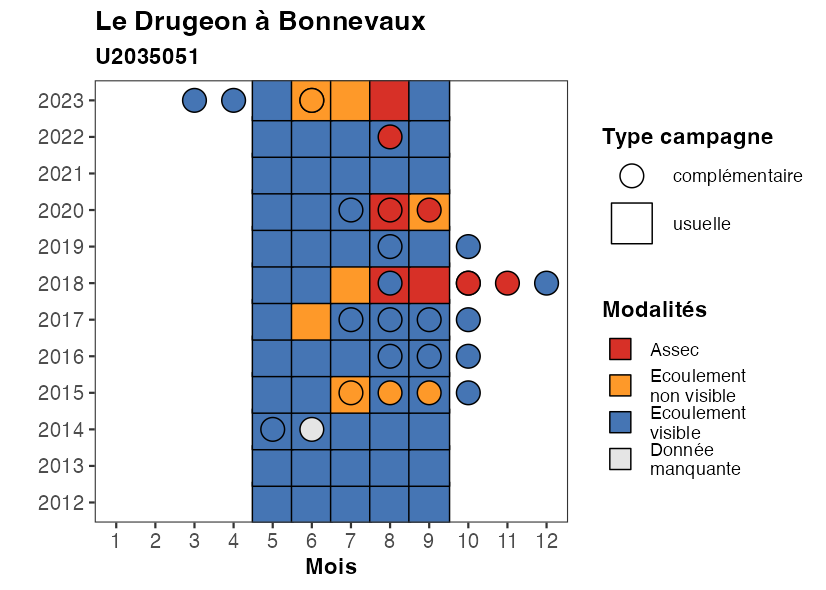 Le Drugeon à Bonnevaux
U2035051
2023
2022
2021
2020
2019
2018
2017
2016
2015
2014
2013
2012
1 2 3 4 5 6 7 8 9 10 11 12
Mois
Type campagne
complémentaire
usuelle
Modalités
Assec
Ecoulement
non visible
Ecoulement
visible
Donnée
manquante